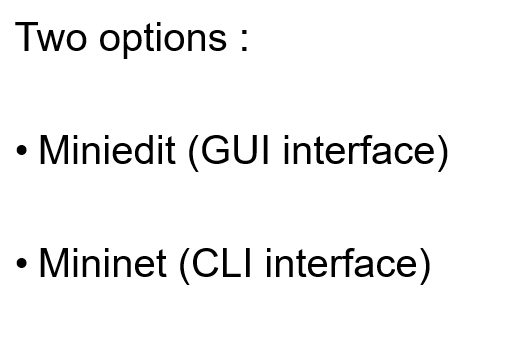 Two options :
• Miniedit (GUI interface)
• Mininet (CLI interface)